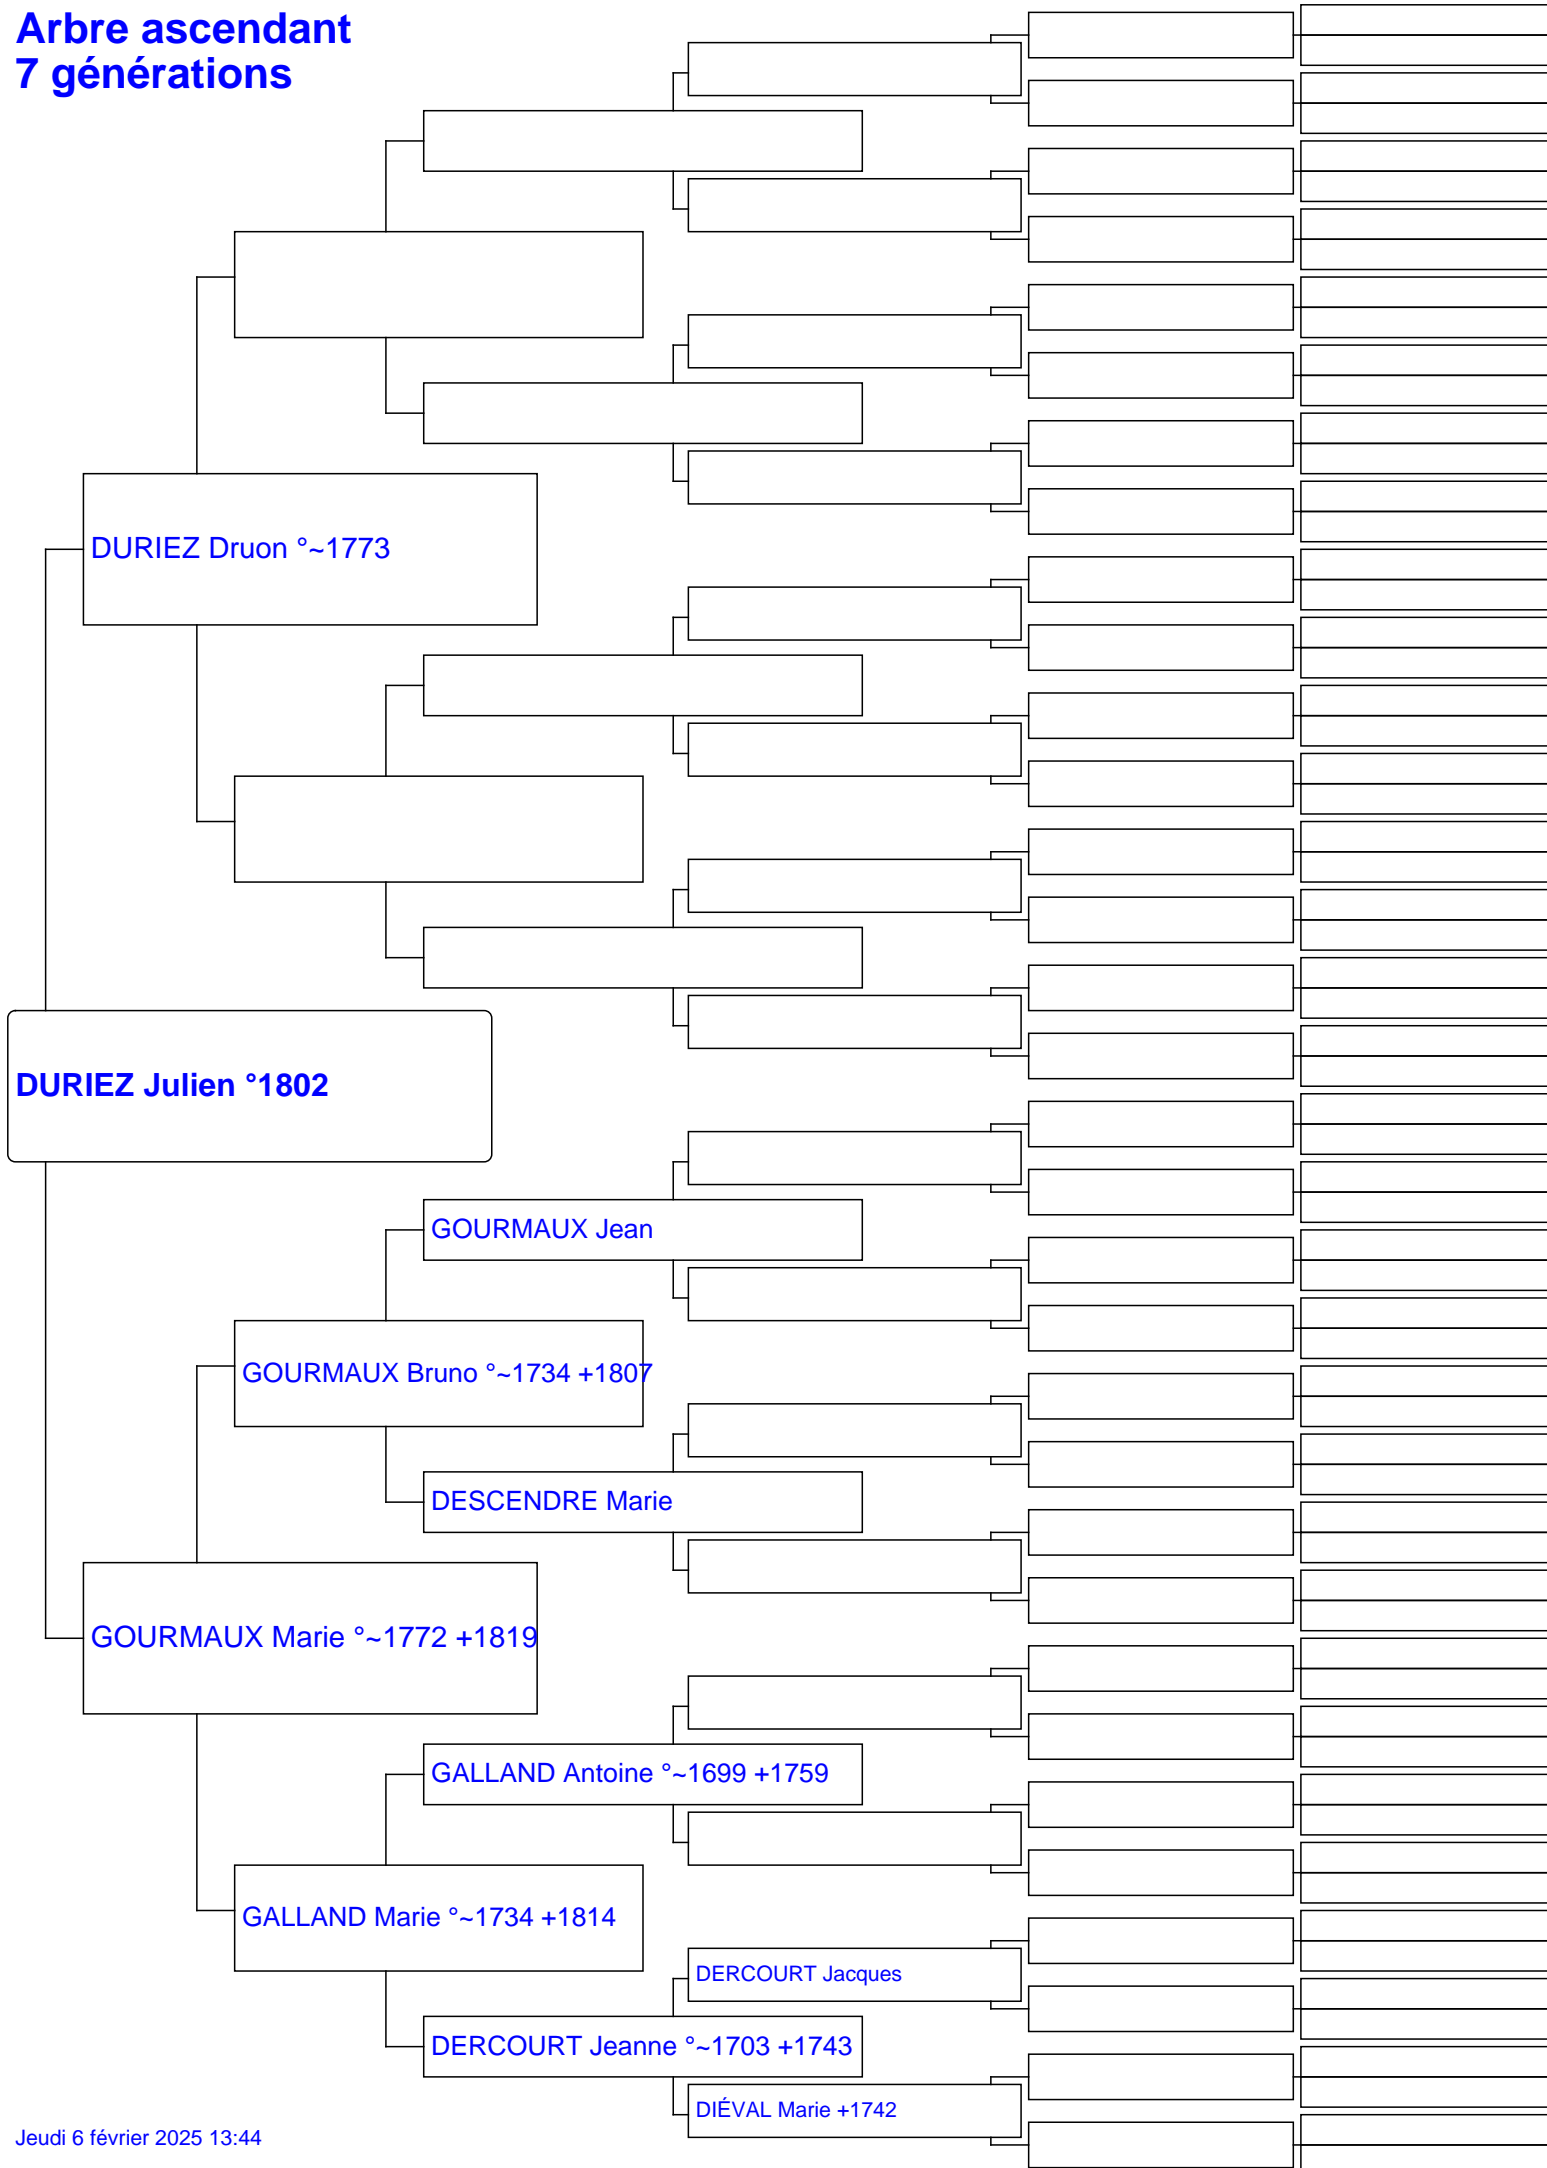 Arbre ascendant
7 générations
DURIEZ Druon °~1773
DURIEZ Julien °1802
GOURMAUX Jean
GOURMAUX Bruno °~1734 +1807
DESCENDRE Marie
GOURMAUX Marie °~1772 +1819
GALLAND Antoine °~1699 +1759
GALLAND Marie °~1734 +1814
DERCOURT Jacques
DERCOURT Jeanne °~1703 +1743
DIÉVAL Marie +1742
Jeudi 6 février 2025 13:44